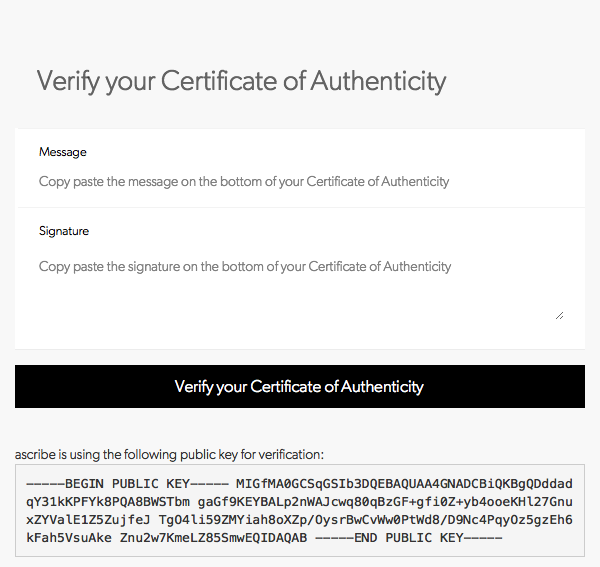 Verify your Certificate of Authenticity
Message
Copy paste the message on the bottom of your Certificate of Authenticity
Signature
Copy paste the signature on the bottom of your Certificate of Authenticity
Verify your Certificate of Authenticity
ascribe is using the following public key for verification:
-----BEGIN PUBLIC KEY----- MIGfMA0GCSqGSIb3DQEBAQUAA4GNADCBiQKBgQDddad
qY31kKPFYk8PQA8BWSTbm gaGf9KEYBALp2nWAJcwq80qBzGF+gfi0Z+yb4ooeKHl27Gnu
xZYValE1Z5ZujfeJ TgO4li59ZMYiah8oXZp/OysrBwCvWw0PtWd8/D9Nc4PqyOz5gzEh6
kFah5VsuAke Znu2w7KmeLZ85SmwEQIDAQAB -----END PUBLIC KEY-----